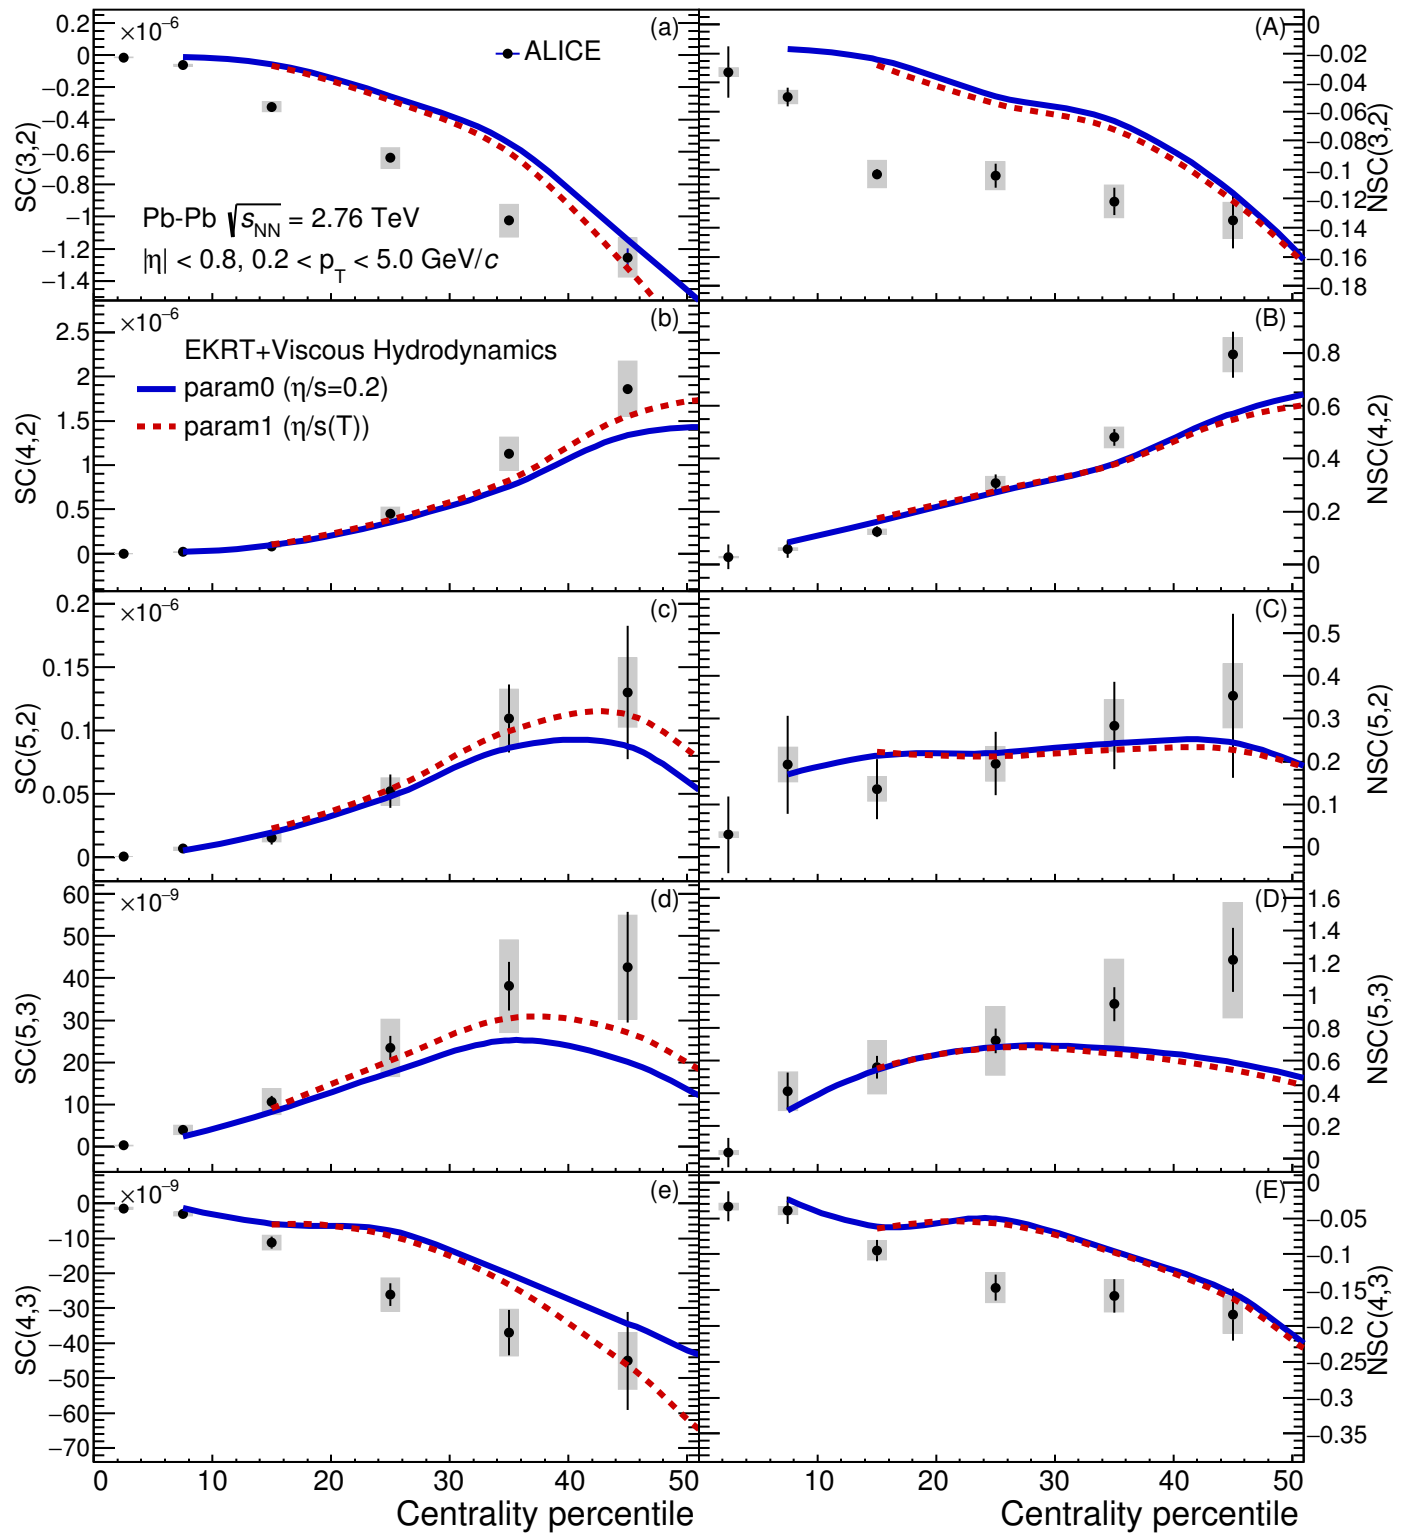 ×10⁻⁶
(a)
ALICE
SC(3,2)
0.2
0
−0.2
−0.4
−0.6
−0.8
−1
−1.2
−1.4
Pb-Pb √sNN = 2.76 TeV
|η| < 0.8, 0.2 < pT < 5.0 GeV/c
(A)
0
−0.02
−0.04
−0.06
−0.08
−0.1
−0.12
−0.14
−0.16
−0.18
NSC(3,2)
×10⁻⁶
(b)
SC(4,2)
2.5
2
1.5
1
0.5
0
EKRT+Viscous Hydrodynamics
param0 (η/s=0.2)
param1 (η/s(T))
(B)
0.8
0.6
0.4
0.2
0
NSC(4,2)
×10⁻⁶
(c)
SC(5,2)
0.2
0.15
0.1
0.05
0
(C)
0.5
0.4
0.3
0.2
0.1
0
NSC(5,2)
×10⁻⁹
(d)
SC(5,3)
60
50
40
30
20
10
0
(D)
1.6
1.4
1.2
1
0.8
0.6
0.4
0.2
0
NSC(5,3)
×10⁻⁹
(e)
SC(4,3)
0
−10
−20
−30
−40
−50
−60
−70
(E)
0
−0.05
−0.1
−0.15
−0.2
−0.25
−0.3
−0.35
NSC(4,3)
0 10 20 30 40 50
Centrality percentile
10 20 30 40 50
Centrality percentile